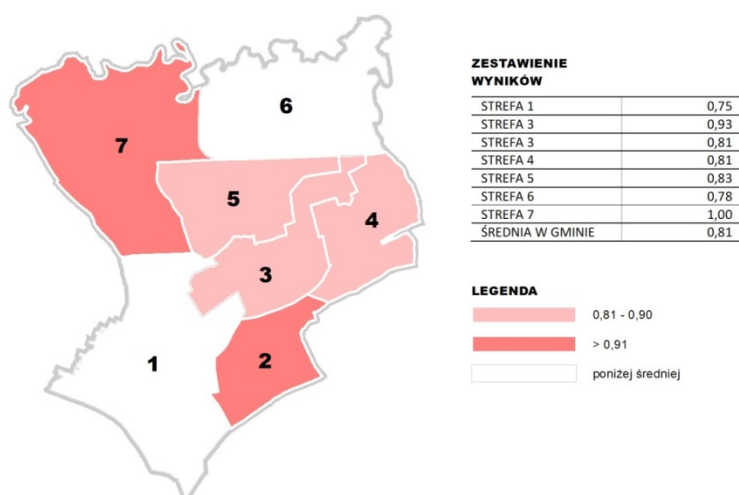 ZESTAWIENIE
WYNIKÓW
STREFA 1 0,75
STREFA 3 0,93
STREFA 3 0,81
STREFA 4 0,81
STREFA 5 0,83
STREFA 6 0,78
STREFA 7 1,00
ŚREDNIA W GMINIE 0,81
LEGENDA
0,81 - 0,90
> 0,91
poniżej średniej
6
7
5
4
3
1
2